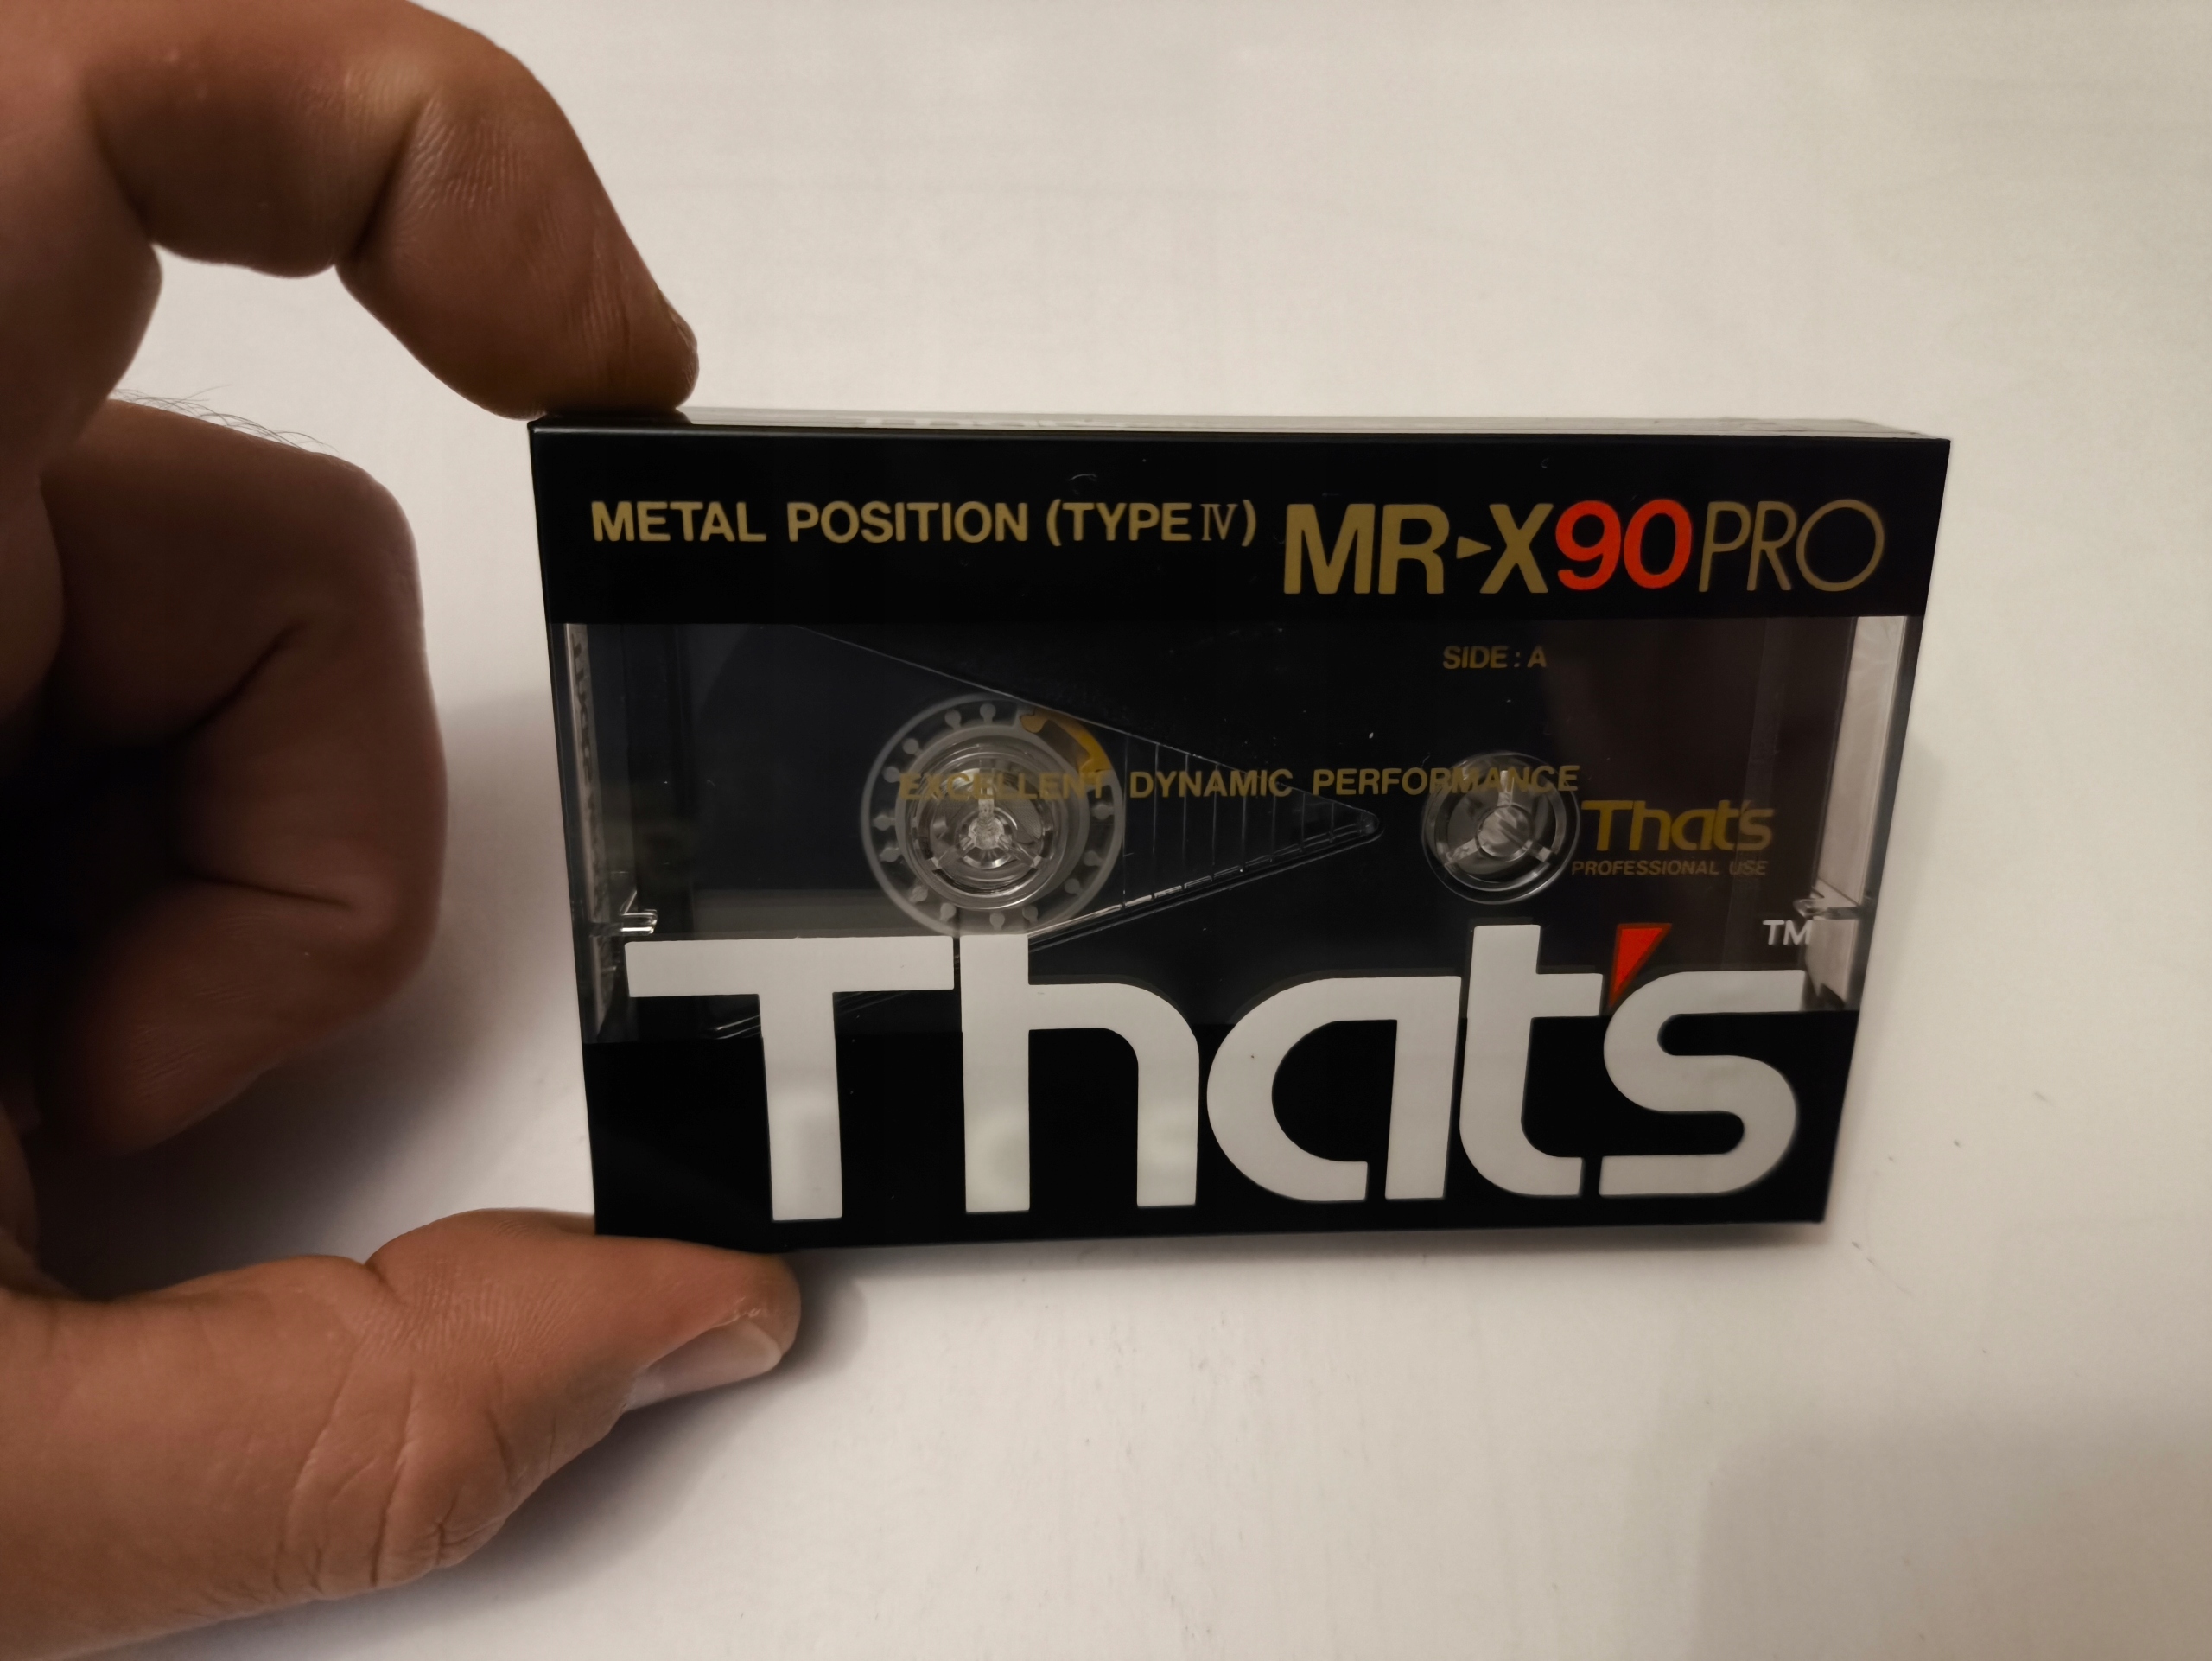 METAL POSITION (TYPE Ⅳ) MR-X90PRO
SIDE : A
EXCELLENT DYNAMIC PERFORMANCE
That's
PROFESSIONAL USE
That's TM